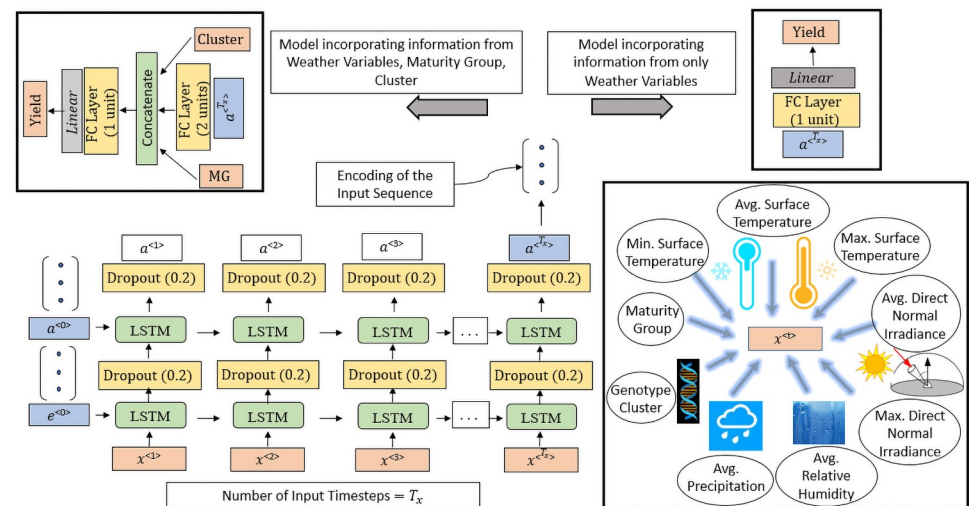 Cluster
Yield
Linear
FC Layer
(1 unit)
Concatenate
FC Layer
(2 units)
a<Tx>
MG
Model incorporating information from
Weather Variables, Maturity Group,
Cluster
Model incorporating
information from only
Weather Variables
Yield
Linear
FC Layer
(1 unit)
a<Tx>
Encoding of the
Input Sequence
a<1>
a<2>
a<3>
a<Tx>
Dropout (0.2)
Dropout (0.2)
Dropout (0.2)
Dropout (0.2)
a<0>
LSTM
LSTM
LSTM
...
LSTM
Dropout (0.2)
Dropout (0.2)
Dropout (0.2)
Dropout (0.2)
e<0>
LSTM
LSTM
LSTM
...
LSTM
x<1>
x<2>
x<3>
x<Tx>
Number of Input Timesteps = Tx
Avg. Surface
Temperature
Min. Surface
Temperature
Max. Surface
Temperature
Maturity
Group
Avg. Direct
Normal
Irradiance
x<t>
Genotype
Cluster
Max. Direct
Normal
Irradiance
Avg.
Precipitation
Avg.
Relative
Humidity